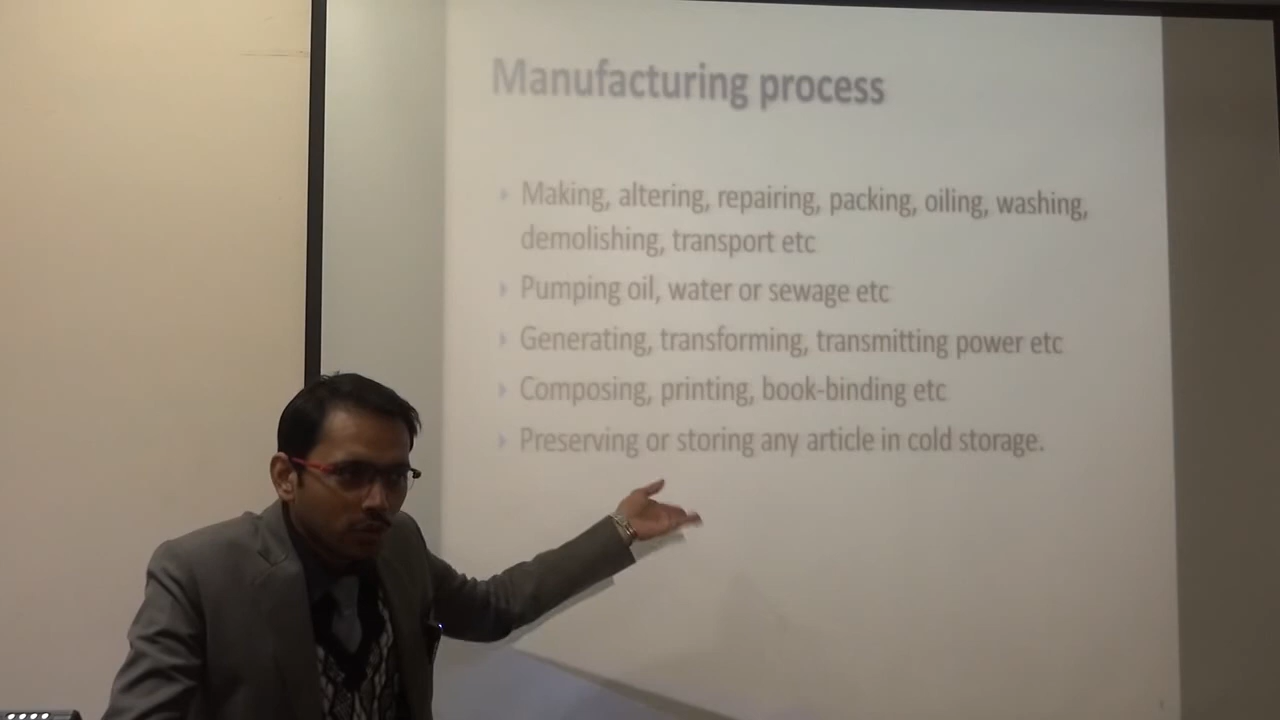 Manufacturing process
Making, altering, repairing, packing, oiling, washing,
demolishing, transport etc
Pumping oil, water or sewage etc
Generating, transforming, transmitting power etc
Composing, printing, book-binding etc
Preserving or storing any article in cold storage.